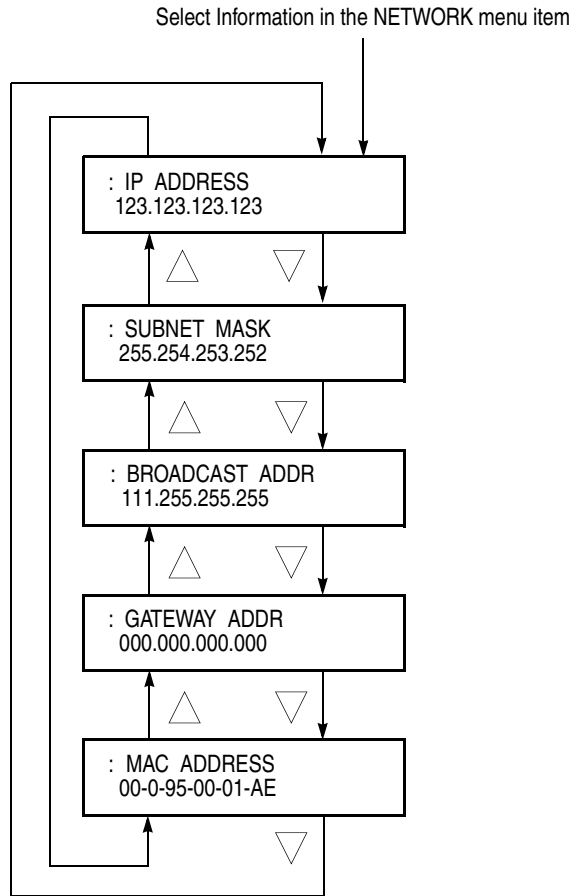 Select Information in the NETWORK menu item
: IP ADDRESS
123.123.123.123
: SUBNET MASK
255.254.253.252
: BROADCAST ADDR
111.255.255.255
: GATEWAY ADDR
000.000.000.000
: MAC ADDRESS
00-0-95-00-01-AE